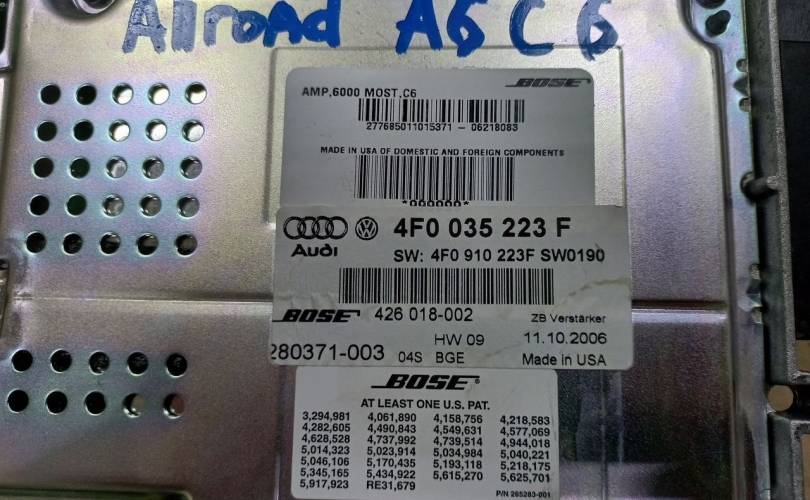 Allroad A6 C6
BOSE
AMP,6000 MOST,C6
277685011015371 - 06218083
MADE IN USA OF DOMESTIC AND FOREIGN COMPONENTS
*000000*
Audi 4F0 035 223 F
SW: 4F0 910 223F SW0190
BOSE 426 018-002 ZB Verstärker
HW 09 11.10.2006
280371-003 04S BGE Made in USA
BOSE®
AT LEAST ONE U.S. PAT.
3,294,981 4,061,890 4,158,756 4,218,583
4,282,605 4,490,843 4,549,631 4,577,069
4,628,528 4,737,992 4,739,514 4,944,018
5,014,323 5,023,914 5,034,984 5,040,221
5,046,106 5,170,435 5,193,118 5,218,175
5,345,165 5,434,922 5,615,270 5,625,701
5,917,923 RE31,679
P/N 265283-001